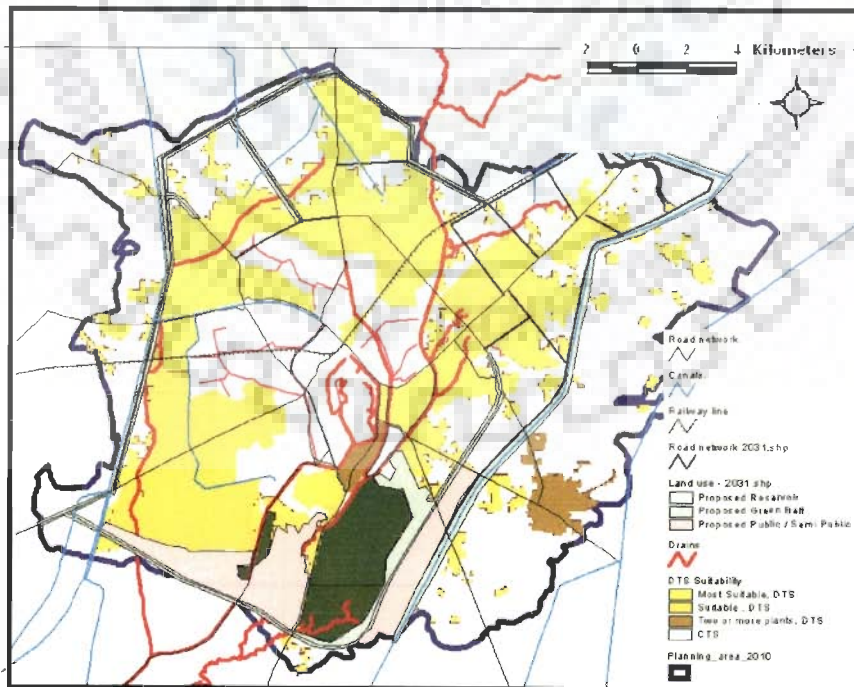 2 0 2 4 Kilometers
Road network
Canals
Railway line
Road network 2031.shp
Land use - 2031.shp
Proposed Reservoir
Proposed Green Belt
Proposed Public / Semi Public
Drains
DTS Suitability
Most Suitable, DTS
Suitable, DTS
Two or more plants, DTS
CTS
Planning_area_2010